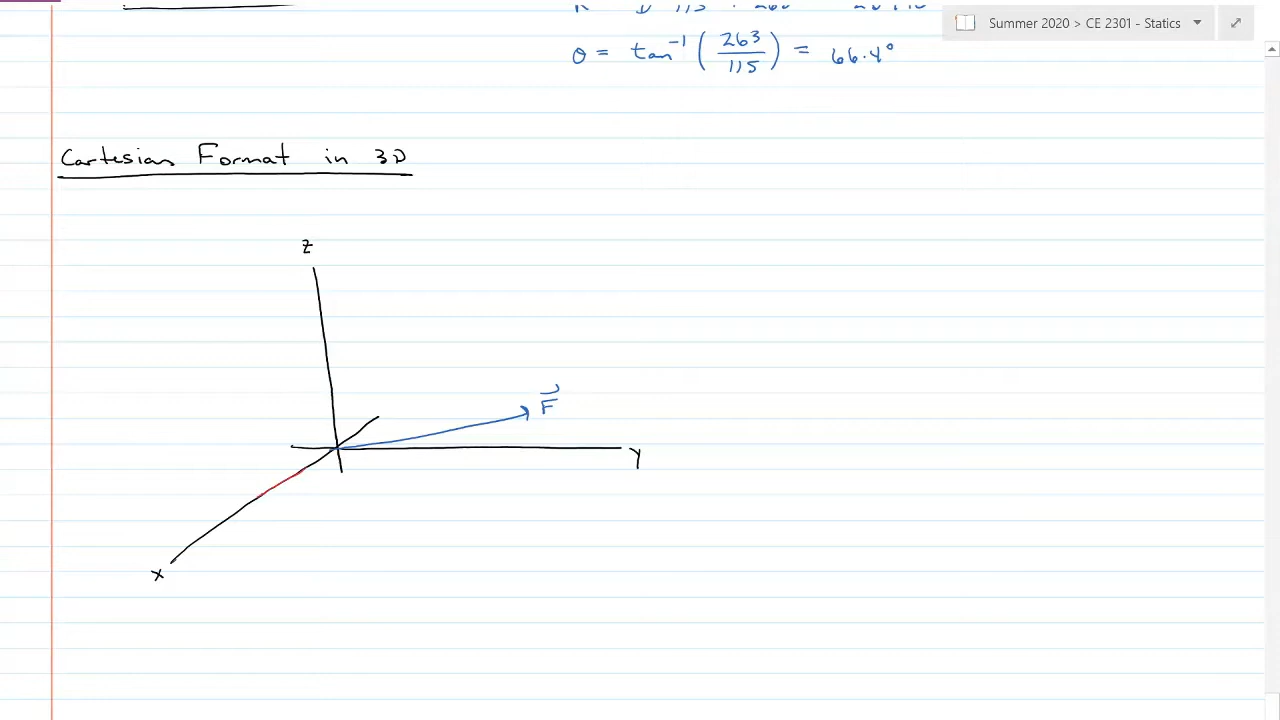 Summer 2020 > CE 2301 - Statics
θ = tan⁻¹ ( 263 / 115 ) = 66.4°
Cartesian Format in 3D
z
F
y
x